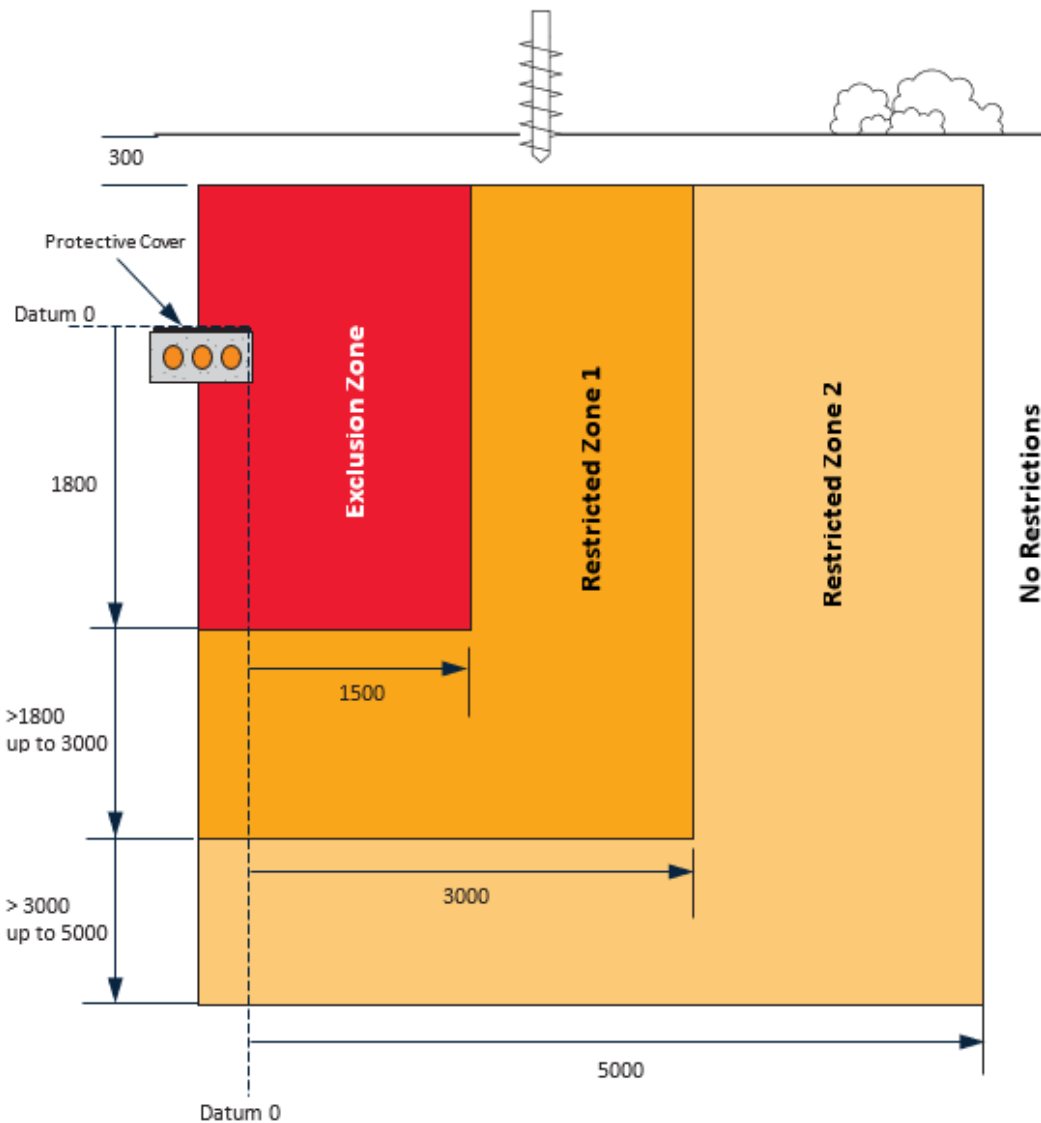 300
Protective Cover
Datum 0
Exclusion Zone
Restricted Zone 1
Restricted Zone 2
No Restrictions
1800
1500
>1800
up to 3000
3000
> 3000
up to 5000
5000
Datum 0